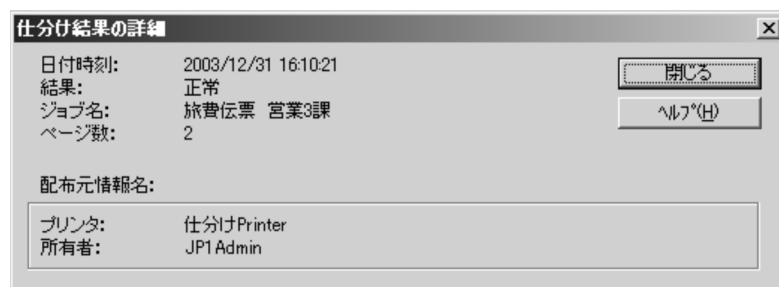 仕分け結果の詳細
日付時刻: 2003/12/31 16:10:21
結果: 正常
ジョブ名: 旅費伝票 営業3課
ページ数: 2
閉じる
ヘルプ(H)
配布元情報名:
プリンタ: 仕分けPrinter
所有者: JP1Admin